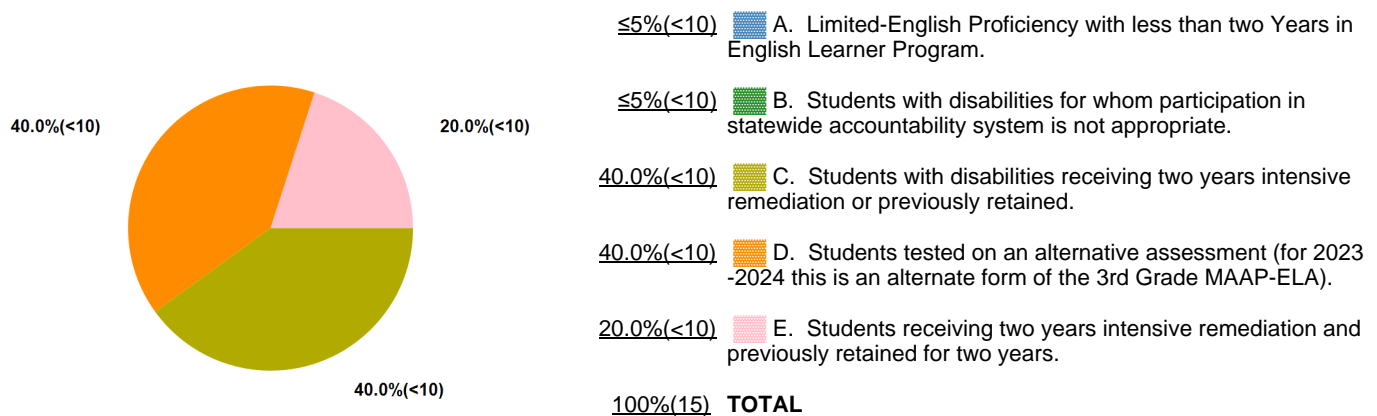 40.0%(<10)
20.0%(<10)
40.0%(<10)
≤5%(<10) A. Limited-English Proficiency with less than two Years in
English Learner Program.
≤5%(<10) B. Students with disabilities for whom participation in
statewide accountability system is not appropriate.
40.0%(<10) C. Students with disabilities receiving two years intensive
remediation or previously retained.
40.0%(<10) D. Students tested on an alternative assessment (for 2023
-2024 this is an alternate form of the 3rd Grade MAAP-ELA).
20.0%(<10) E. Students receiving two years intensive remediation and
previously retained for two years.
100%(15) TOTAL